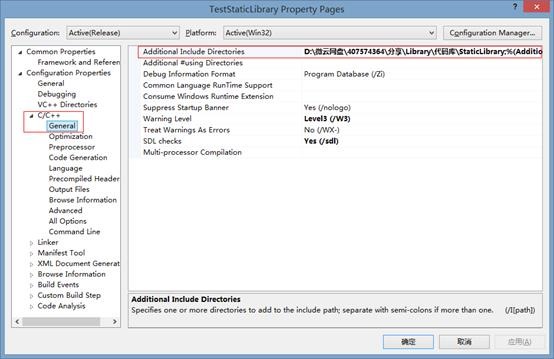 TestStaticLibrary Property Pages
Configuration: Active(Release) Platform: Active(Win32) Configuration Manager...
Common Properties
Framework and Referen
Configuration Properties
General
Debugging
VC++ Directories
C/C++
General
Optimization
Preprocessor
Code Generation
Language
Precompiled Header
Output Files
Browse Information
Advanced
All Options
Command Line
Linker
Manifest Tool
XML Document Genera
Browse Information
Build Events
Custom Build Step
Code Analysis
Additional Include Directories D:\微云网盘\407574364\分享\Library\代码库\StaticLibrary;%(Additio
Additional #using Directories
Debug Information Format Program Database (/Zi)
Common Language RunTime Support
Consume Windows Runtime Extension
Suppress Startup Banner Yes (/nologo)
Warning Level Level3 (/W3)
Treat Warnings As Errors No (/WX-)
SDL checks Yes (/sdl)
Multi-processor Compilation
Additional Include Directories
Specifies one or more directories to add to the include path; separate with semi-colons if more than one. (/I[path])
确定 取消 应用(A)